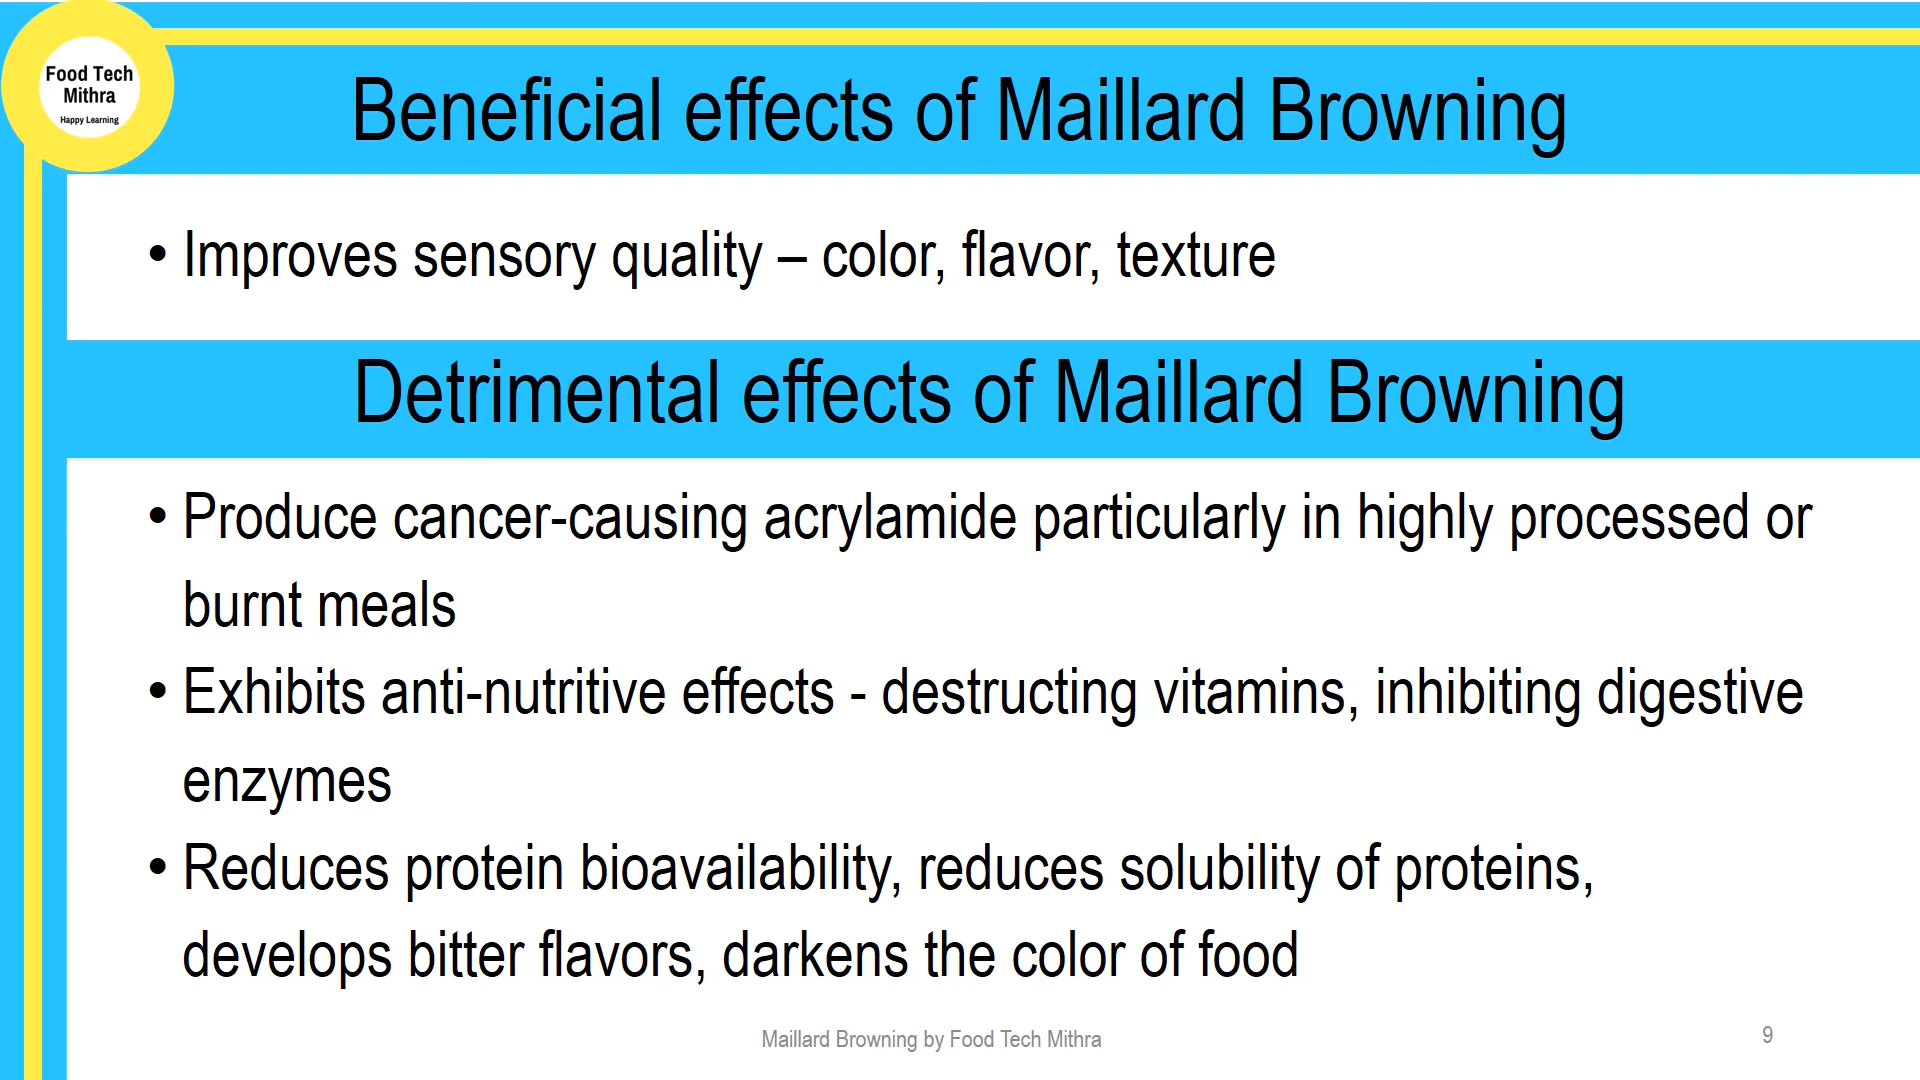 Food Tech
Mithra
Happy Learning
Beneficial effects of Maillard Browning
• Improves sensory quality – color, flavor, texture
Detrimental effects of Maillard Browning
• Produce cancer-causing acrylamide particularly in highly processed or
burnt meals
• Exhibits anti-nutritive effects - destructing vitamins, inhibiting digestive
enzymes
• Reduces protein bioavailability, reduces solubility of proteins,
develops bitter flavors, darkens the color of food
Maillard Browning by Food Tech Mithra
9